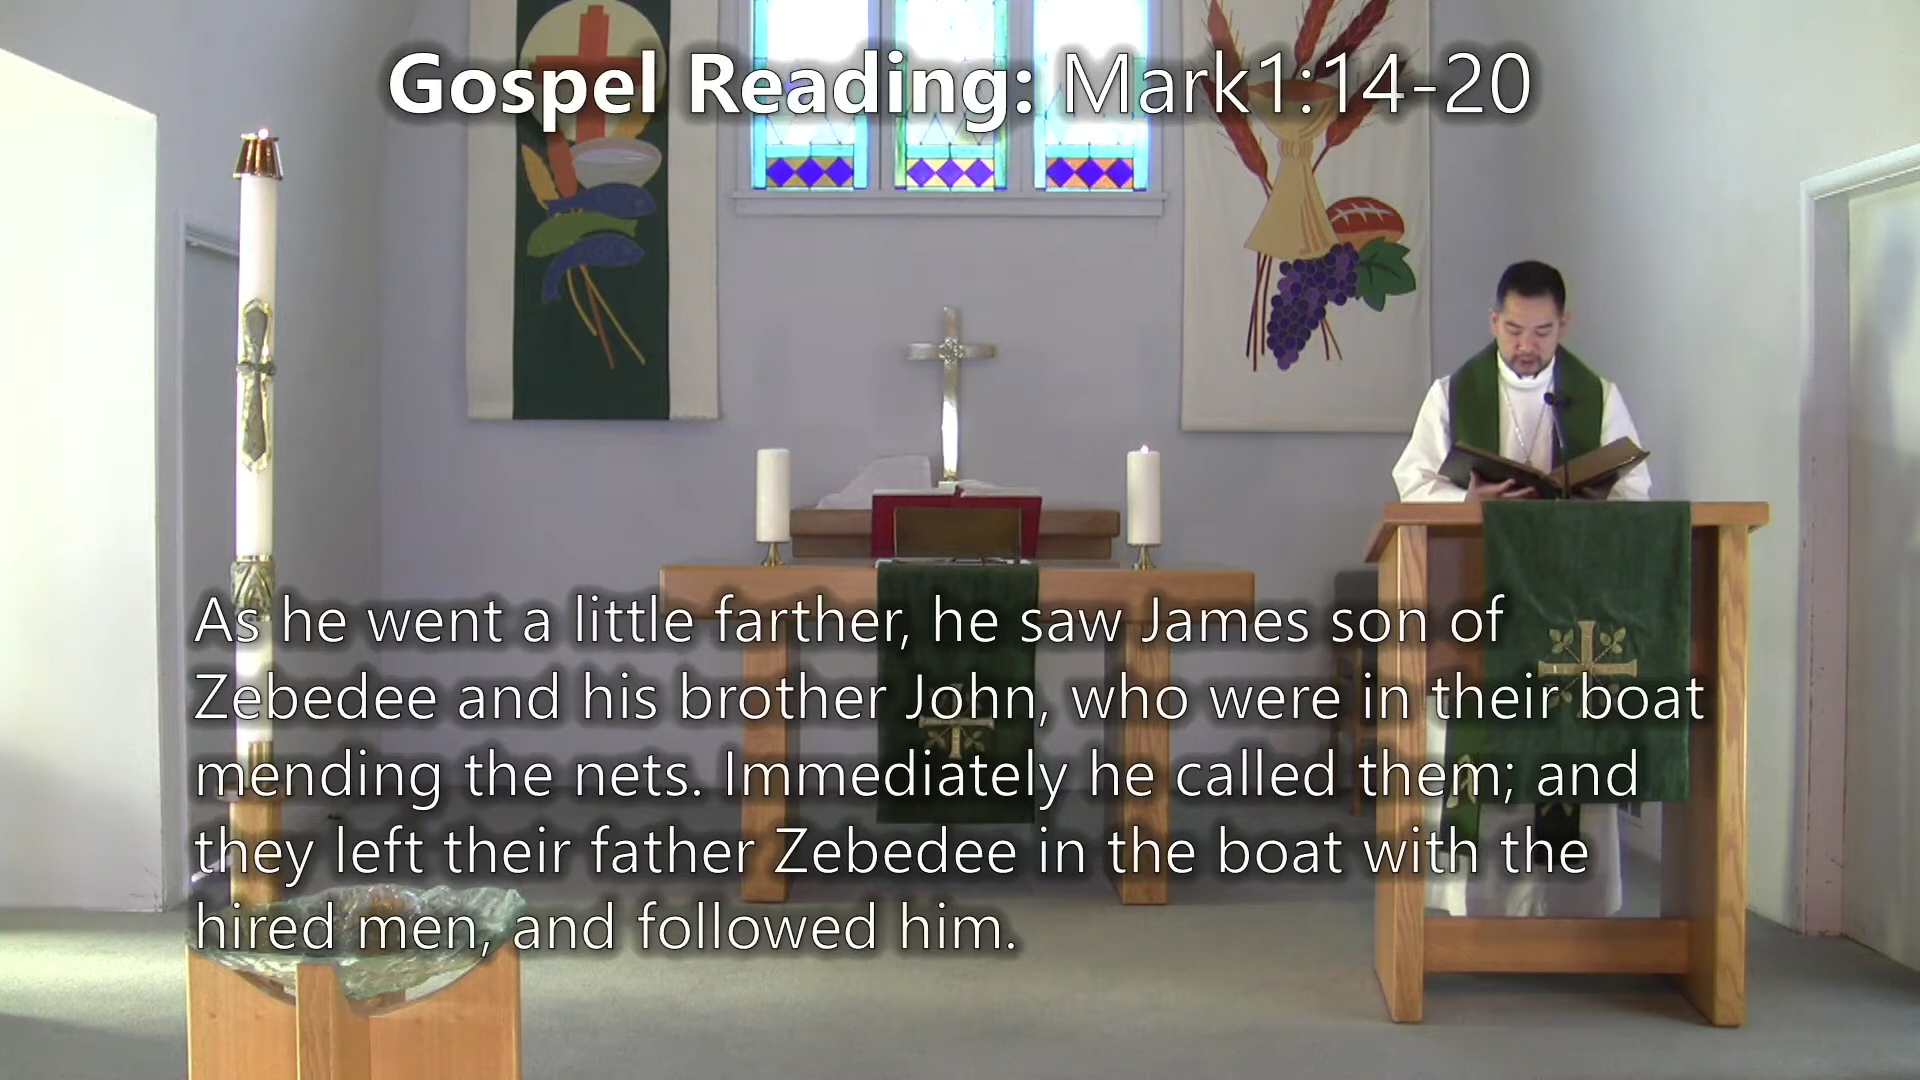 Gospel Reading: Mark1:14-20
As he went a little farther, he saw James son of
Zebedee and his brother John, who were in their boat
mending the nets. Immediately he called them; and
they left their father Zebedee in the boat with the
hired men, and followed him.